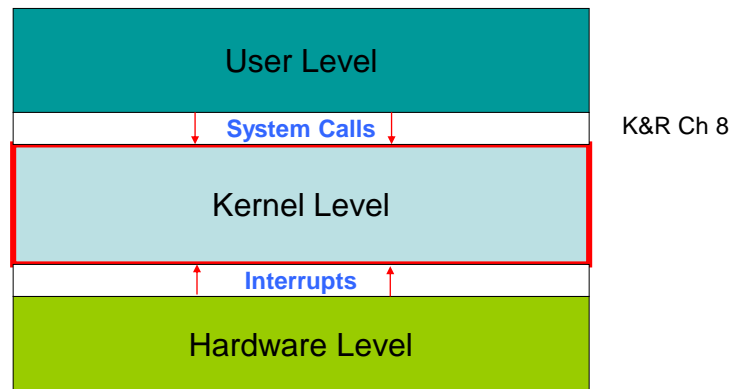 User Level
System Calls
K&R Ch 8
Kernel Level
Interrupts
Hardware Level